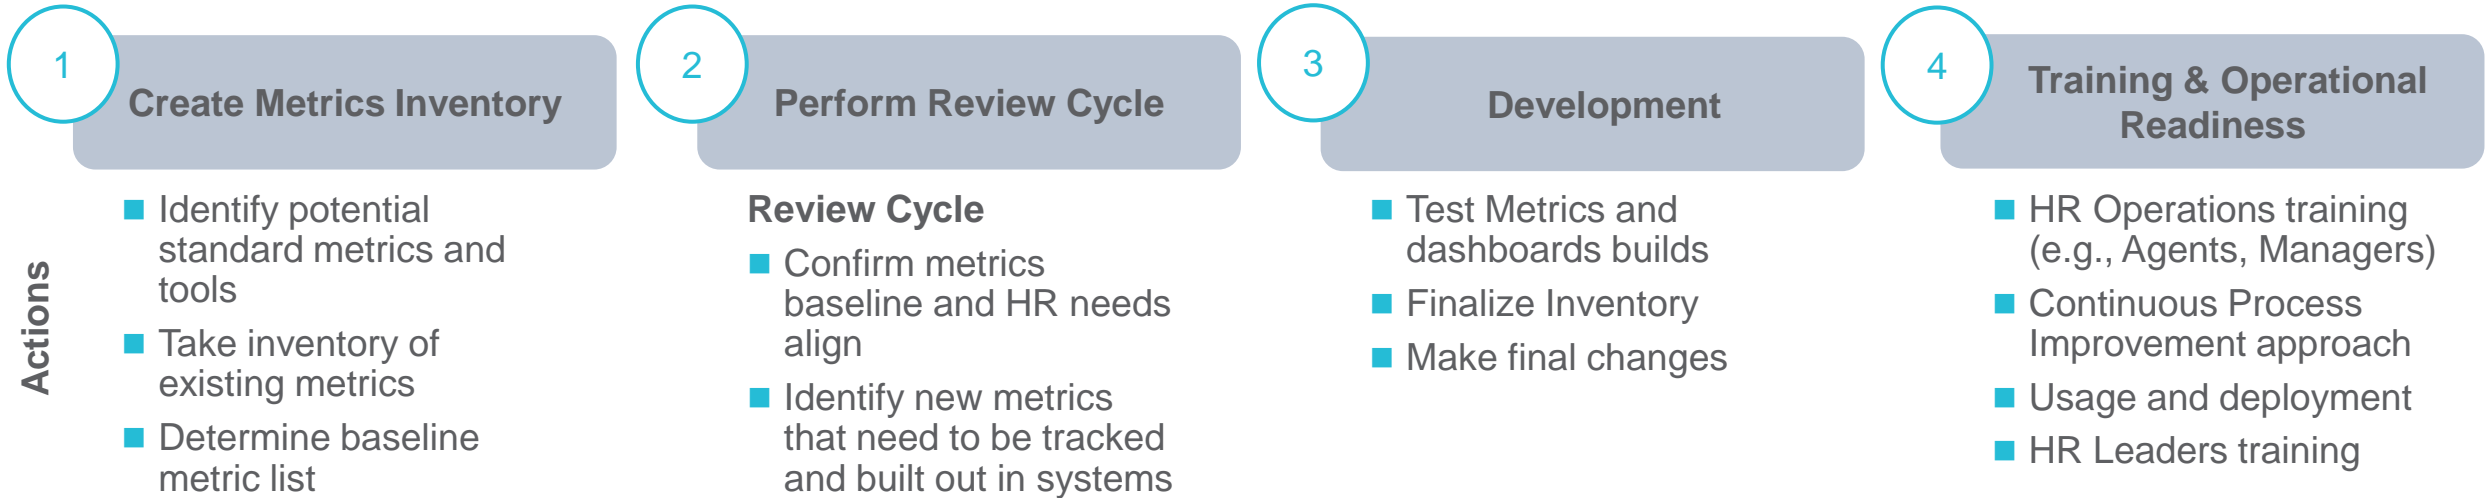 1
Create Metrics Inventory
2
Perform Review Cycle
3
Development
4
Training & Operational
Readiness
Actions
Identify potential
standard metrics and
tools
Take inventory of
existing metrics
Determine baseline
metric list
Review Cycle
Confirm metrics
baseline and HR needs
align
Identify new metrics
that need to be tracked
and built out in systems
Test Metrics and
dashboards builds
Finalize Inventory
Make final changes
HR Operations training
(e.g., Agents, Managers)
Continuous Process
Improvement approach
Usage and deployment
HR Leaders training